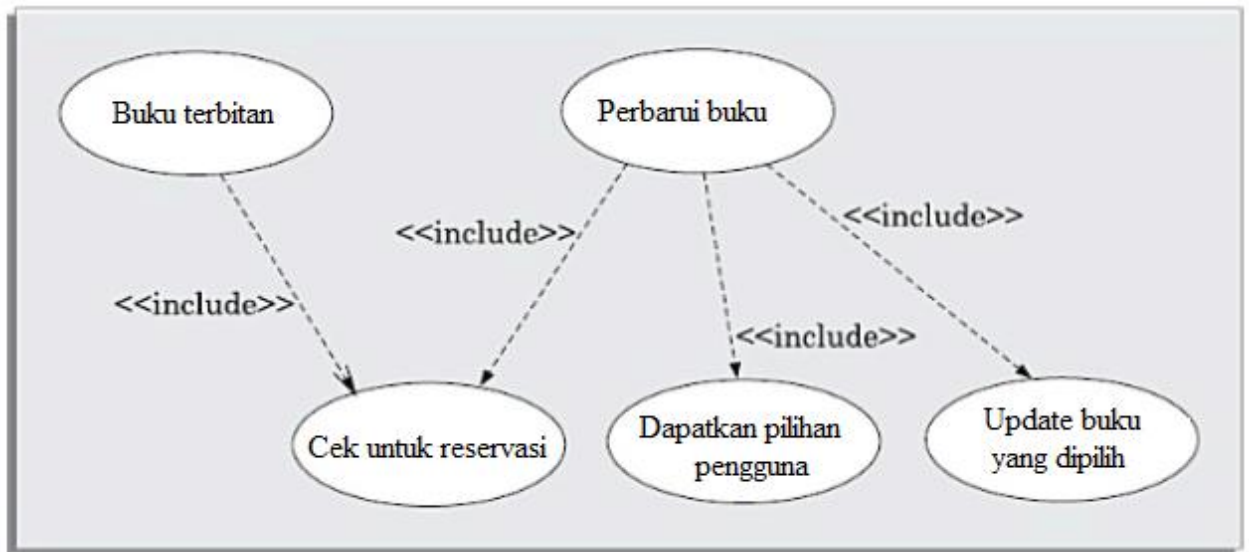 Buku terbitan
Perbarui buku
<<include>>
<<include>>
<<include>>
<<include>>
Cek untuk reservasi
Dapatkan pilihan
pengguna
Update buku
yang dipilih